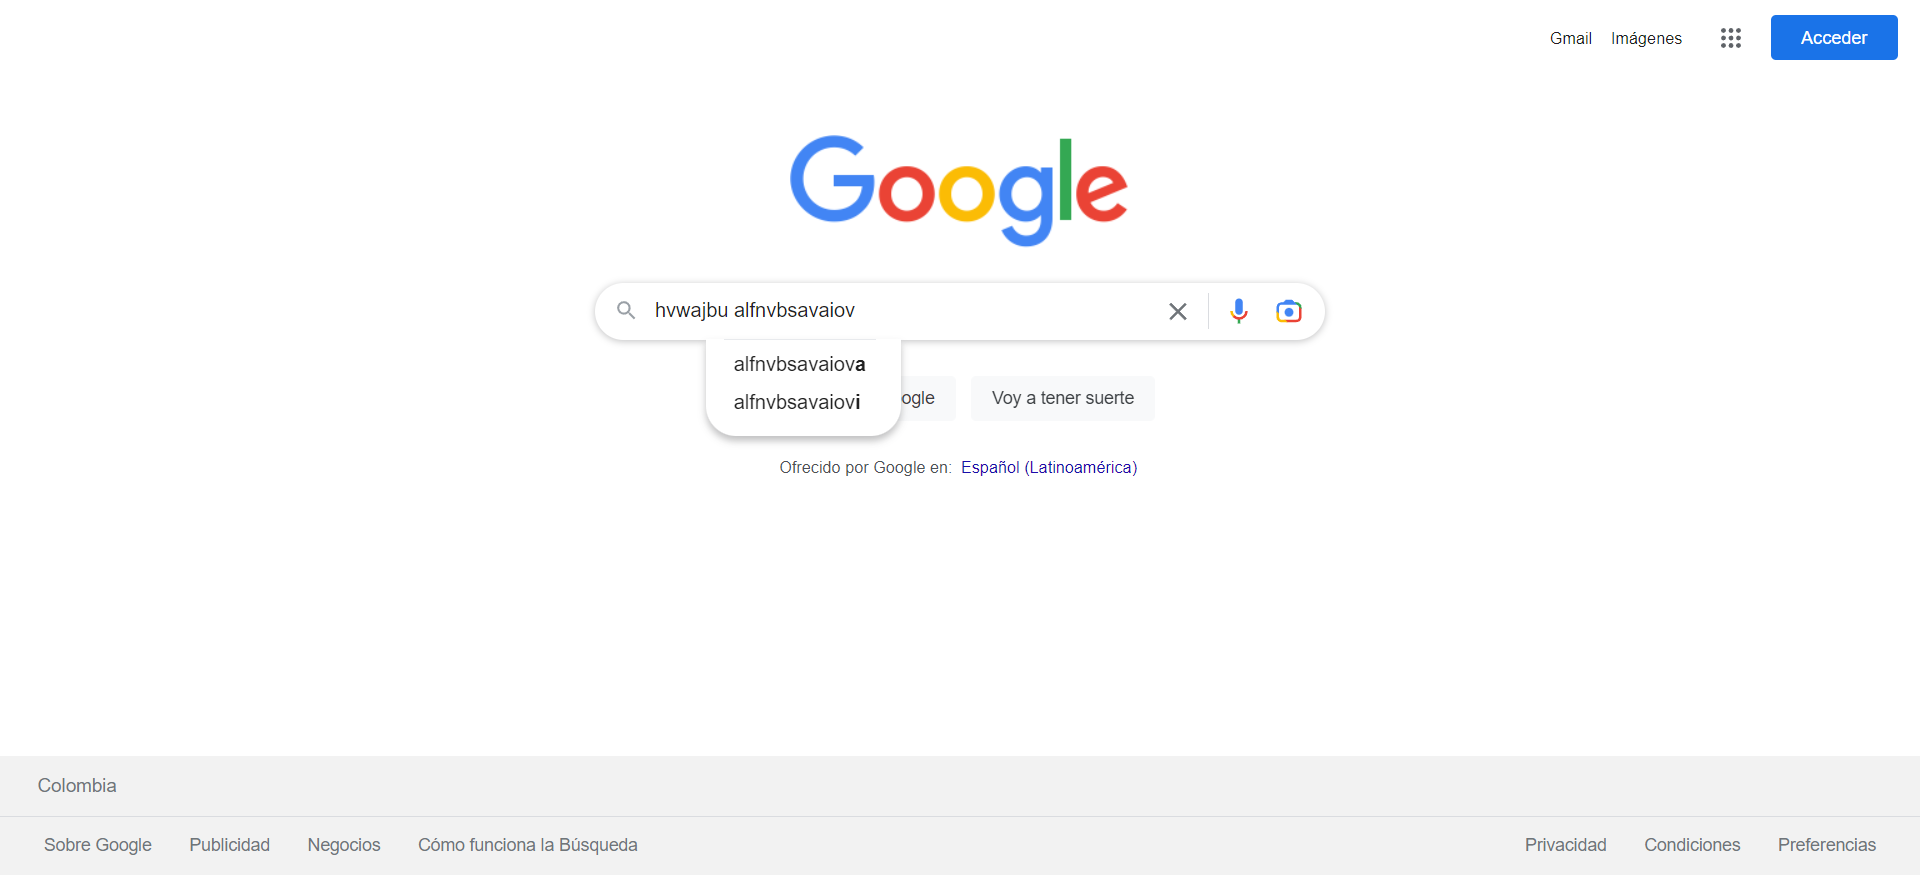 Gmail Imágenes Acceder
Google
hvwajbu alfnvbsavaiov
alfnvbsavaiova
alfnvbsavaiovi
ogle Voy a tener suerte
Ofrecido por Google en: Español (Latinoamérica)
Colombia
Sobre Google Publicidad Negocios Cómo funciona la Búsqueda Privacidad Condiciones Preferencias